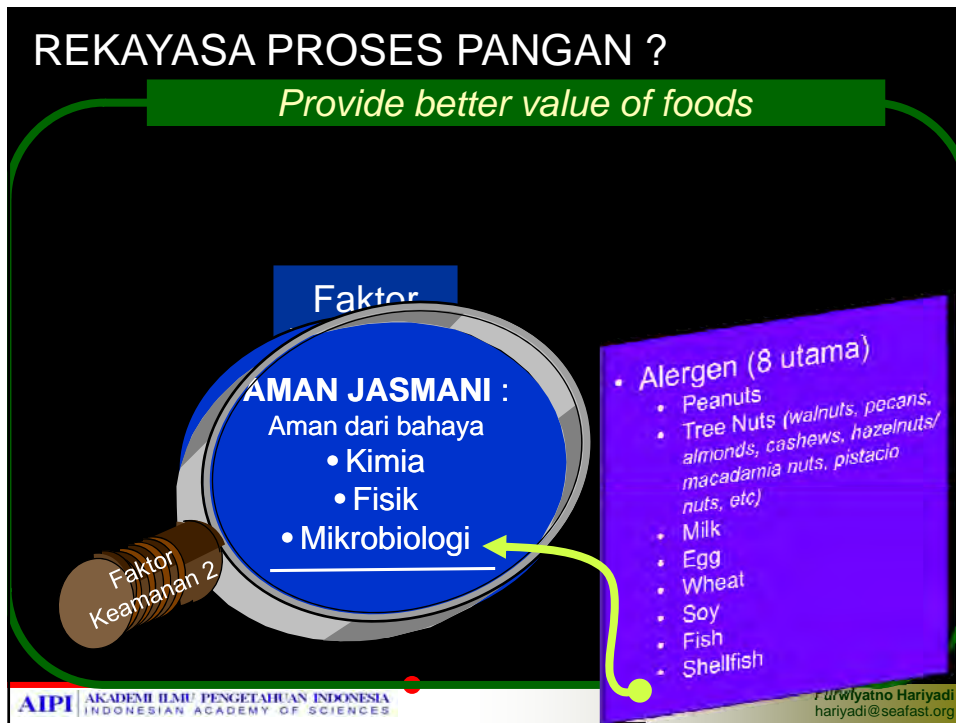 REKAYASA PROSES PANGAN ?
Provide better value of foods
Faktor
AMAN JASMANI :
Aman dari bahaya
• Kimia
• Fisik
• Mikrobiologi
Faktor
Keamanan 2
• Alergen (8 utama)
• Peanuts
• Tree Nuts (walnuts, pecans,
almonds, cashews, hazelnuts/
macadamia nuts, pistacio
nuts, etc)
• Milk
• Egg
• Wheat
• Soy
• Fish
• Shellfish
AIPI AKADEMI ILMU PENGETAHUAN INDONESIA
INDONESIAN ACADEMY OF SCIENCES
Purwiyatno Hariyadi
hariyadi@seafast.org